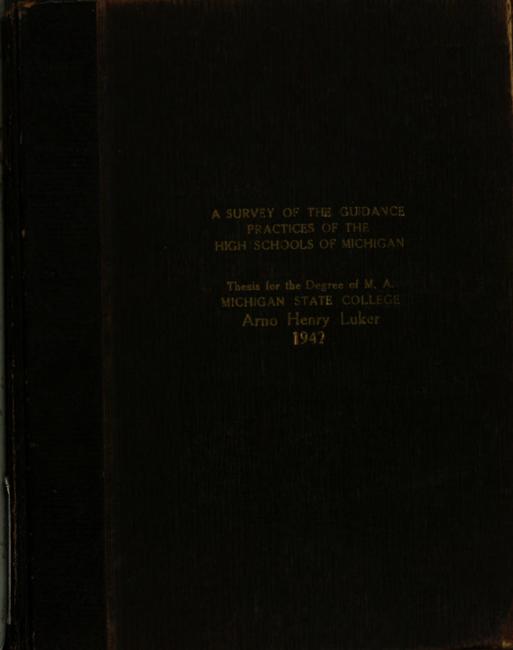 A SURVEY OF THE GUIDANCE
PRACTICES OF THE
HIGH SCHOOLS OF MICHIGAN
Thesis for the Degree of M. A.
MICHIGAN STATE COLLEGE
Arno Henry Luker
1942